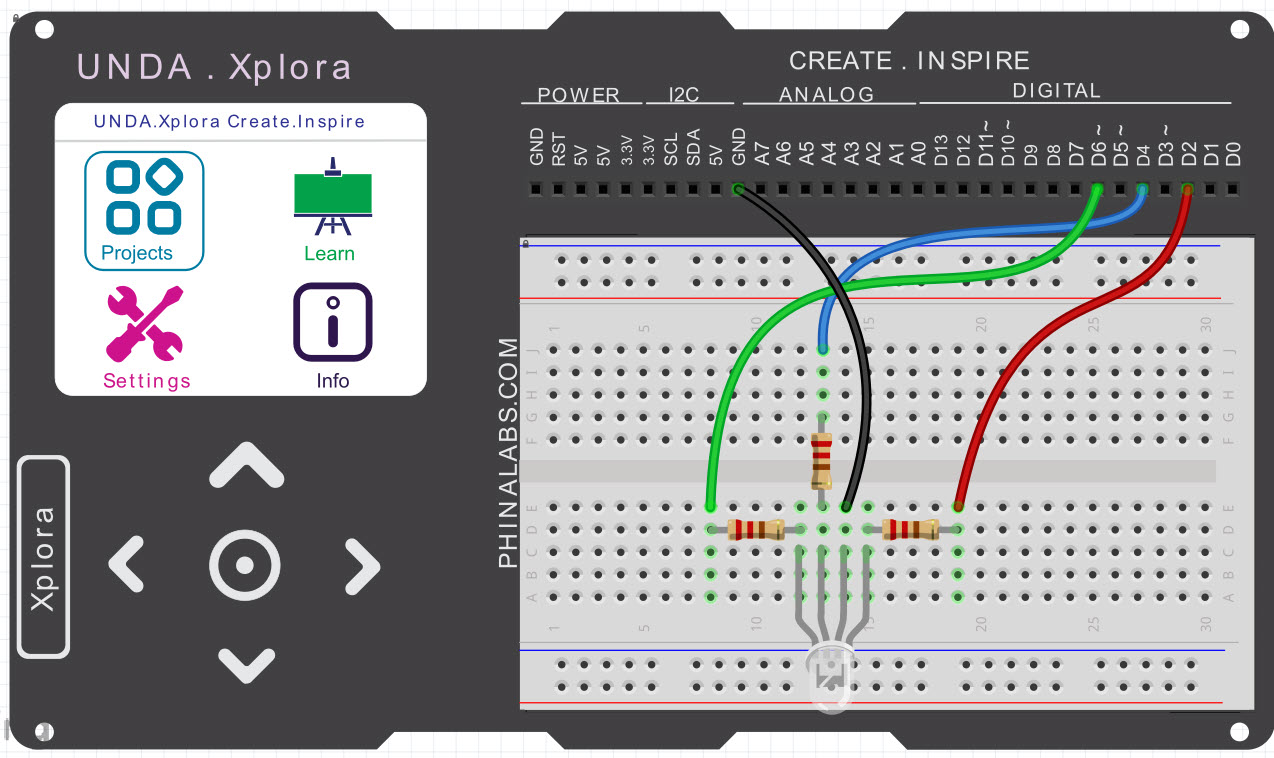 UNDA . Xplora
CREATE . INSPIRE
POWER I2C ANALOG DIGITAL
GND RST 5V 5V 3.3V 3.3V SCL SDA 5V GND A7 A6 A5 A4 A3 A2 A1 A0 D13 D12 D11~ D10 ~ D9 D8 D7 D6 ~ D5 ~ D4 D3 ~ D2 D1 D0
UNDA.Xplora Create.Inspire
Projects
Learn
Settings
Info
Xplora
PHINALABS.COM
1 5 10 15 20 25 30
J J
I I
H H
G G
F F
E E
D D
C C
B B
A A
1 5 10 15 20 25 30